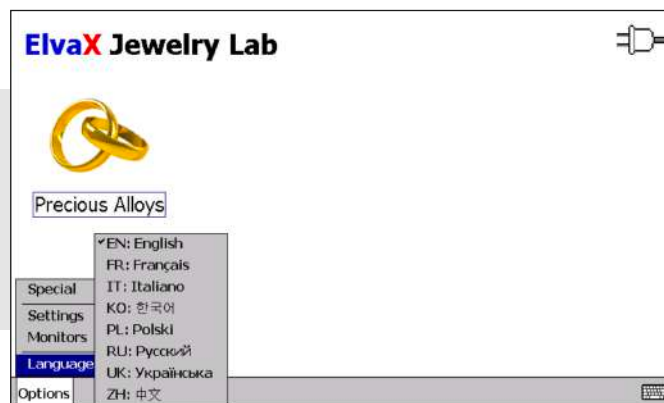 ElvaX Jewelry Lab
Precious Alloys
✓EN: English
FR: Français
IT: Italiano
KO: 한국어
PL: Polski
RU: Русский
UK: Українська
ZH: 中文
Special
Settings
Monitors
Language
Options